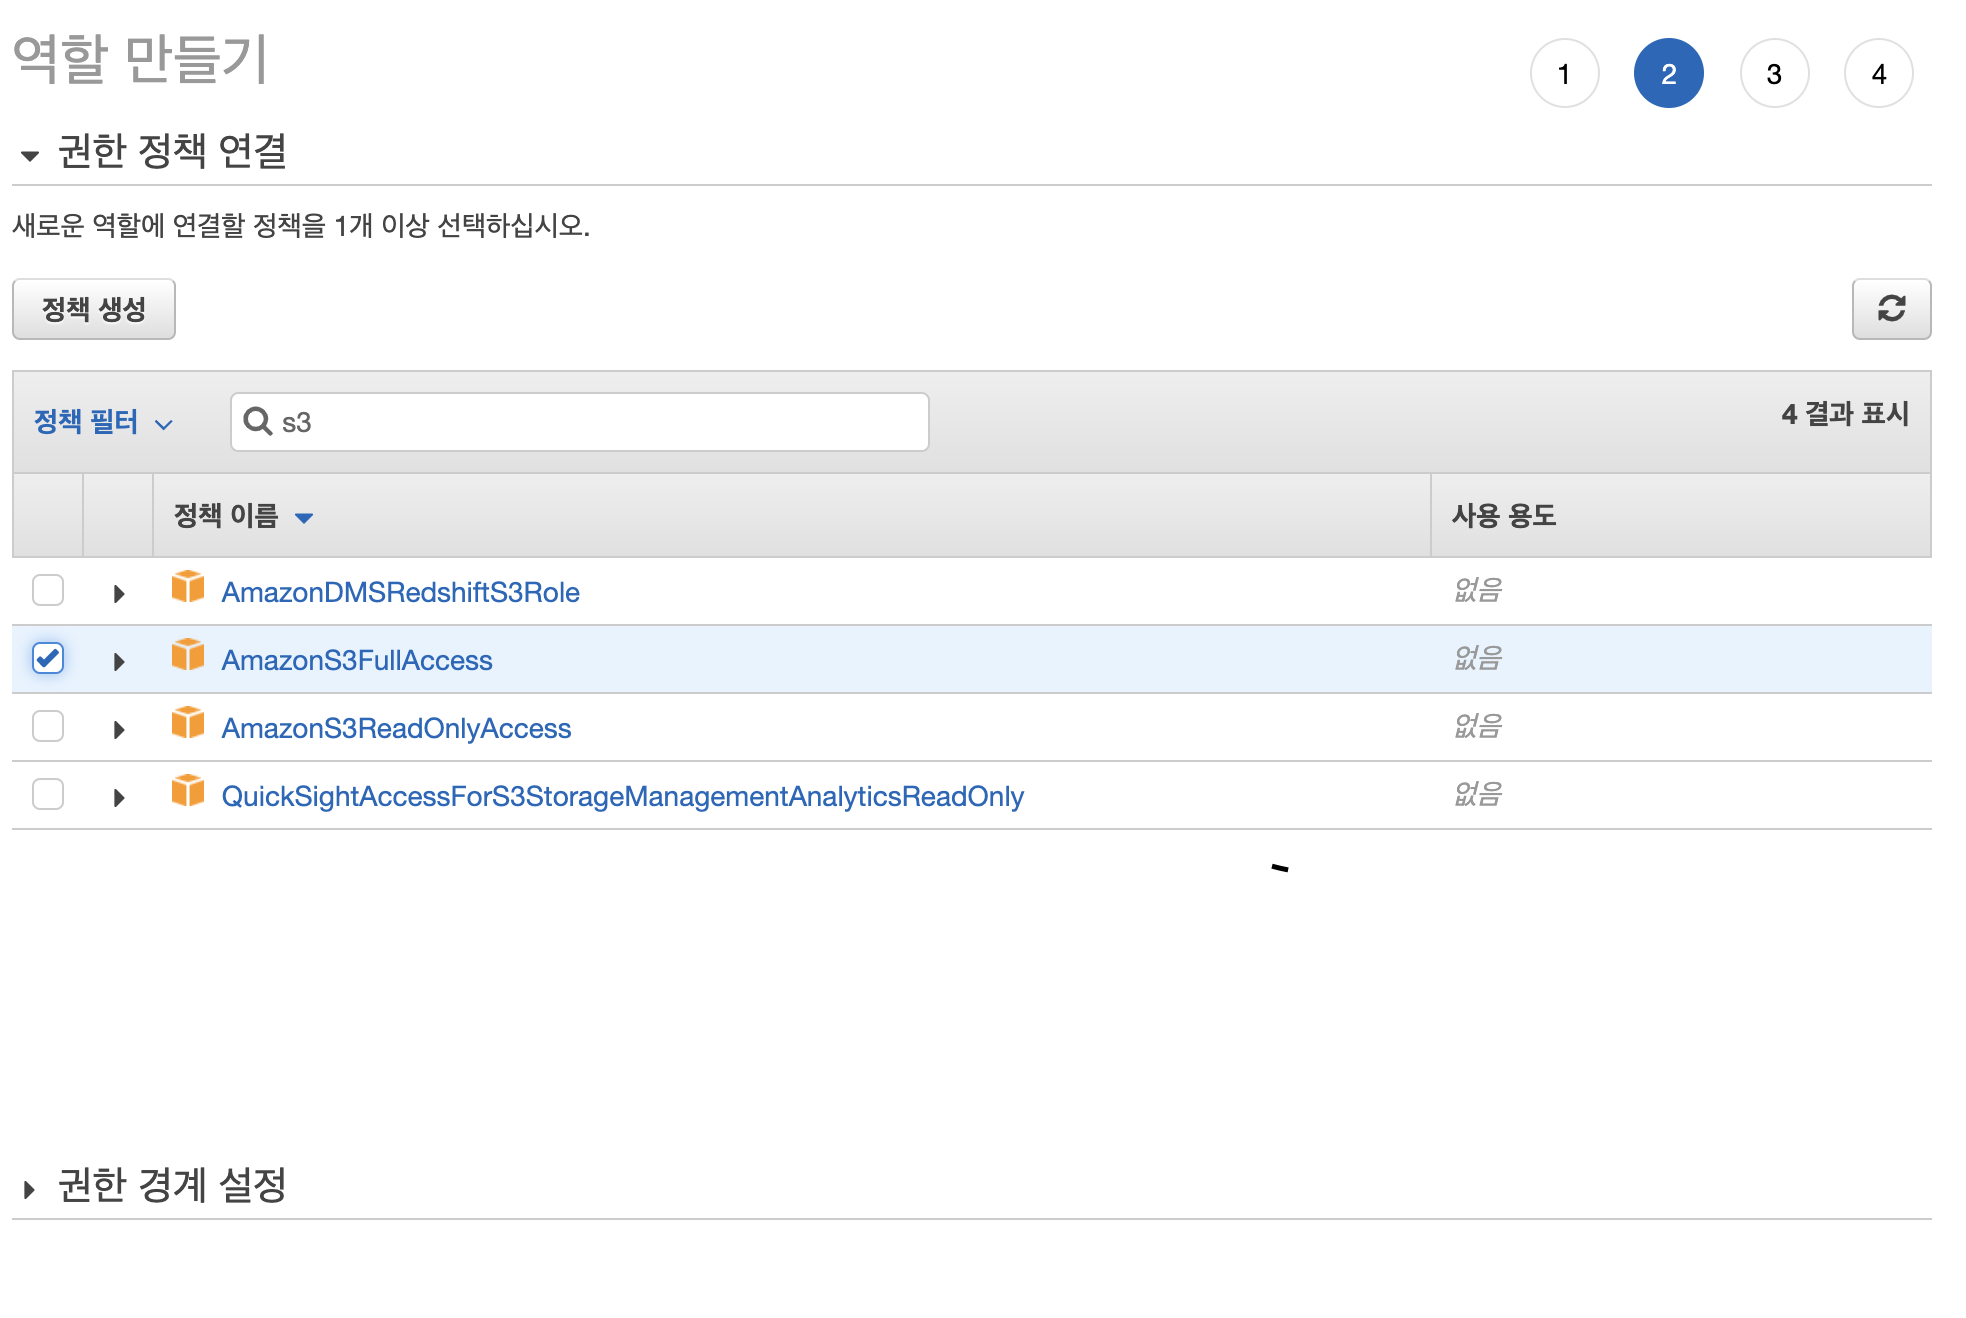 역할 만들기
1 2 3 4
권한 정책 연결
새로운 역할에 연결할 정책을 1개 이상 선택하십시오.
정책 생성
정책 필터 s3 4 결과 표시
정책 이름 사용 용도
AmazonDMSRedshiftS3Role 없음
AmazonS3FullAccess 없음
AmazonS3ReadOnlyAccess 없음
QuickSightAccessForS3StorageManagementAnalyticsReadOnly 없음
권한 경계 설정